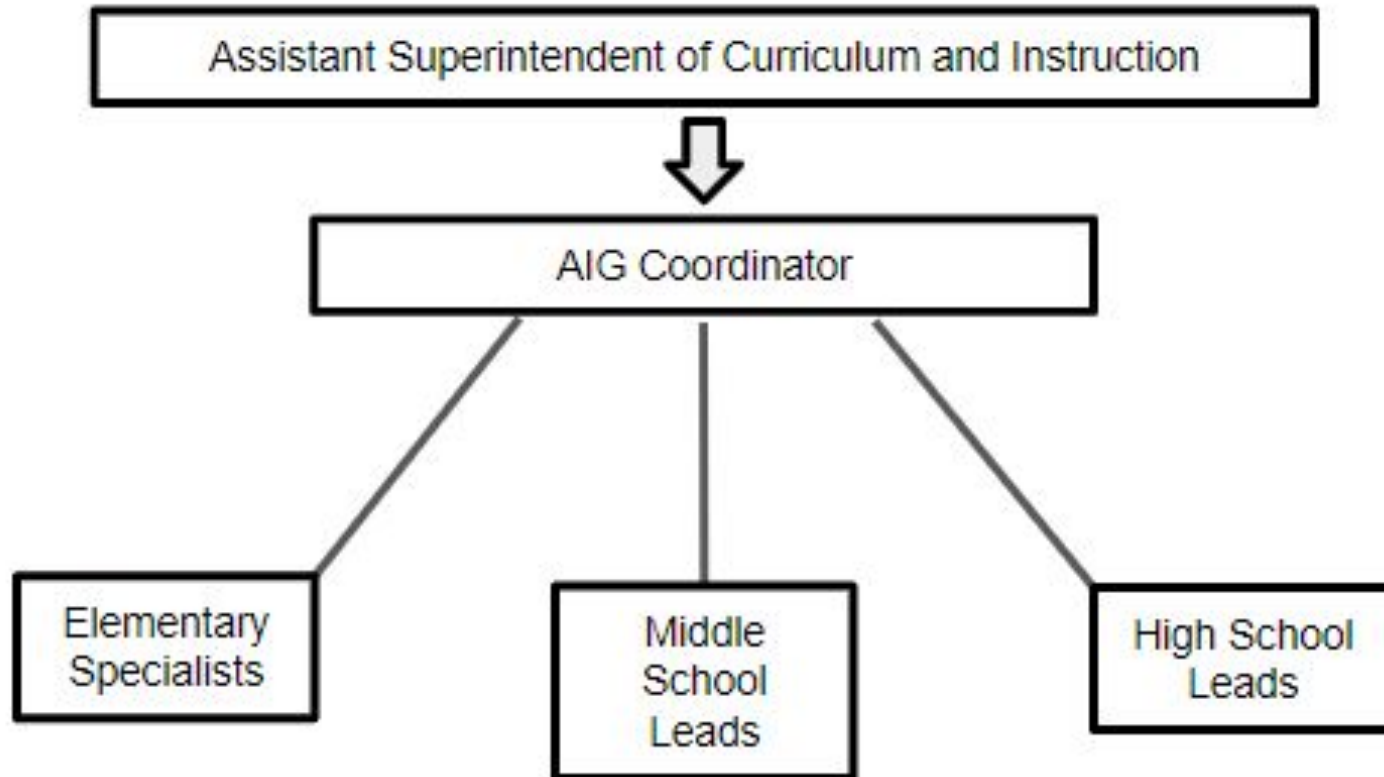 Assistant Superintendent of Curriculum and Instruction
AIG Coordinator
Elementary
Specialists
Middle
School
Leads
High School
Leads